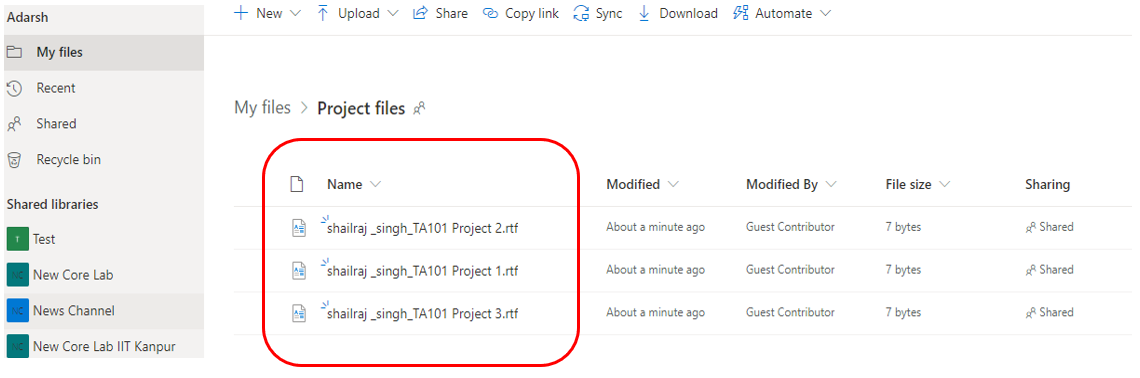 Adarsh
My files
Recent
Shared
Recycle bin
Shared libraries
T Test
NC New Core Lab
NC News Channel
NC New Core Lab IIT Kanpur
New Upload Share Copy link Sync Download Automate
My files > Project files
Name Modified Modified By File size Sharing
shailraj _singh_TA101 Project 2.rtf About a minute ago Guest Contributor 7 bytes Shared
shailraj _singh_TA101 Project 1.rtf About a minute ago Guest Contributor 7 bytes Shared
shailraj _singh_TA101 Project 3.rtf About a minute ago Guest Contributor 7 bytes Shared